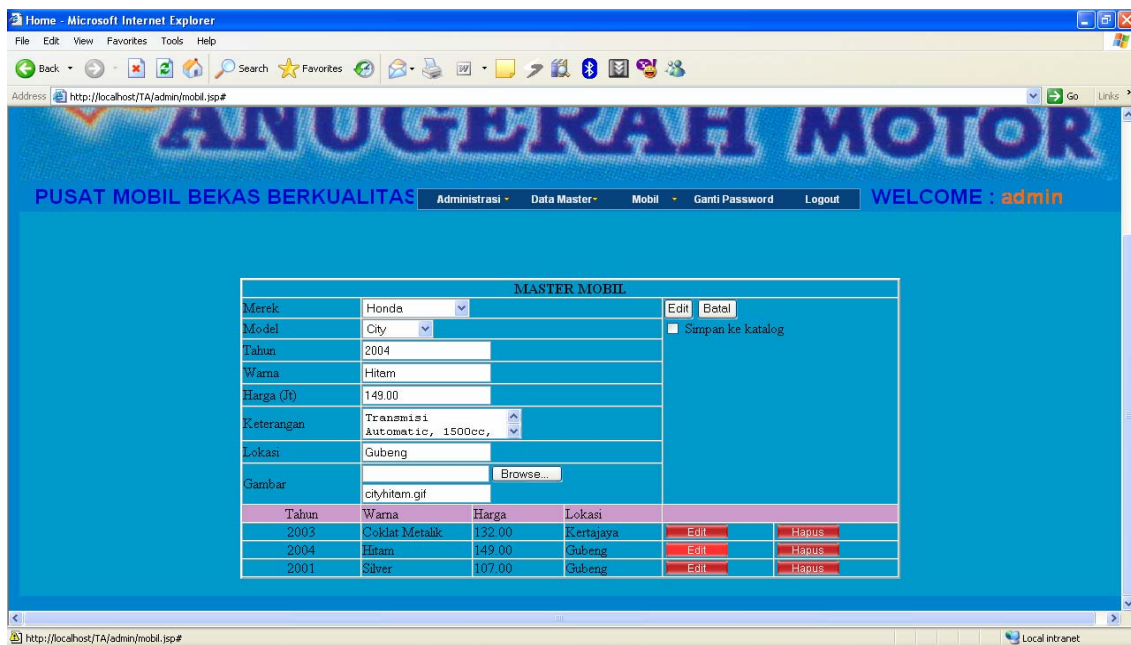 Home - Microsoft Internet Explorer
File Edit View Favorites Tools Help
Back Search Favorites
Address http://localhost/TA/admin/mobil.jsp# Go Links
ANUGERAH MOTOR
PUSAT MOBIL BEKAS BERKUALITAS Administrasi Data Master Mobil Ganti Password Logout WELCOME : admin
MASTER MOBIL
Merek Honda Edit Batal
Model City Simpan ke katalog
Tahun 2004
Warna Hitam
Harga (Jt) 149.00
Keterangan Transmisi
Automatic, 1500cc,
Lokasi Gubeng
Gambar Browse...
cityhitam.gif
Tahun Warna Harga Lokasi
2003 Coklat Metalik 132.00 Kertajaya Edit Hapus
2004 Hitam 149.00 Gubeng Edit Hapus
2001 Silver 107.00 Gubeng Edit Hapus
http://localhost/TA/admin/mobil.jsp# Local intranet